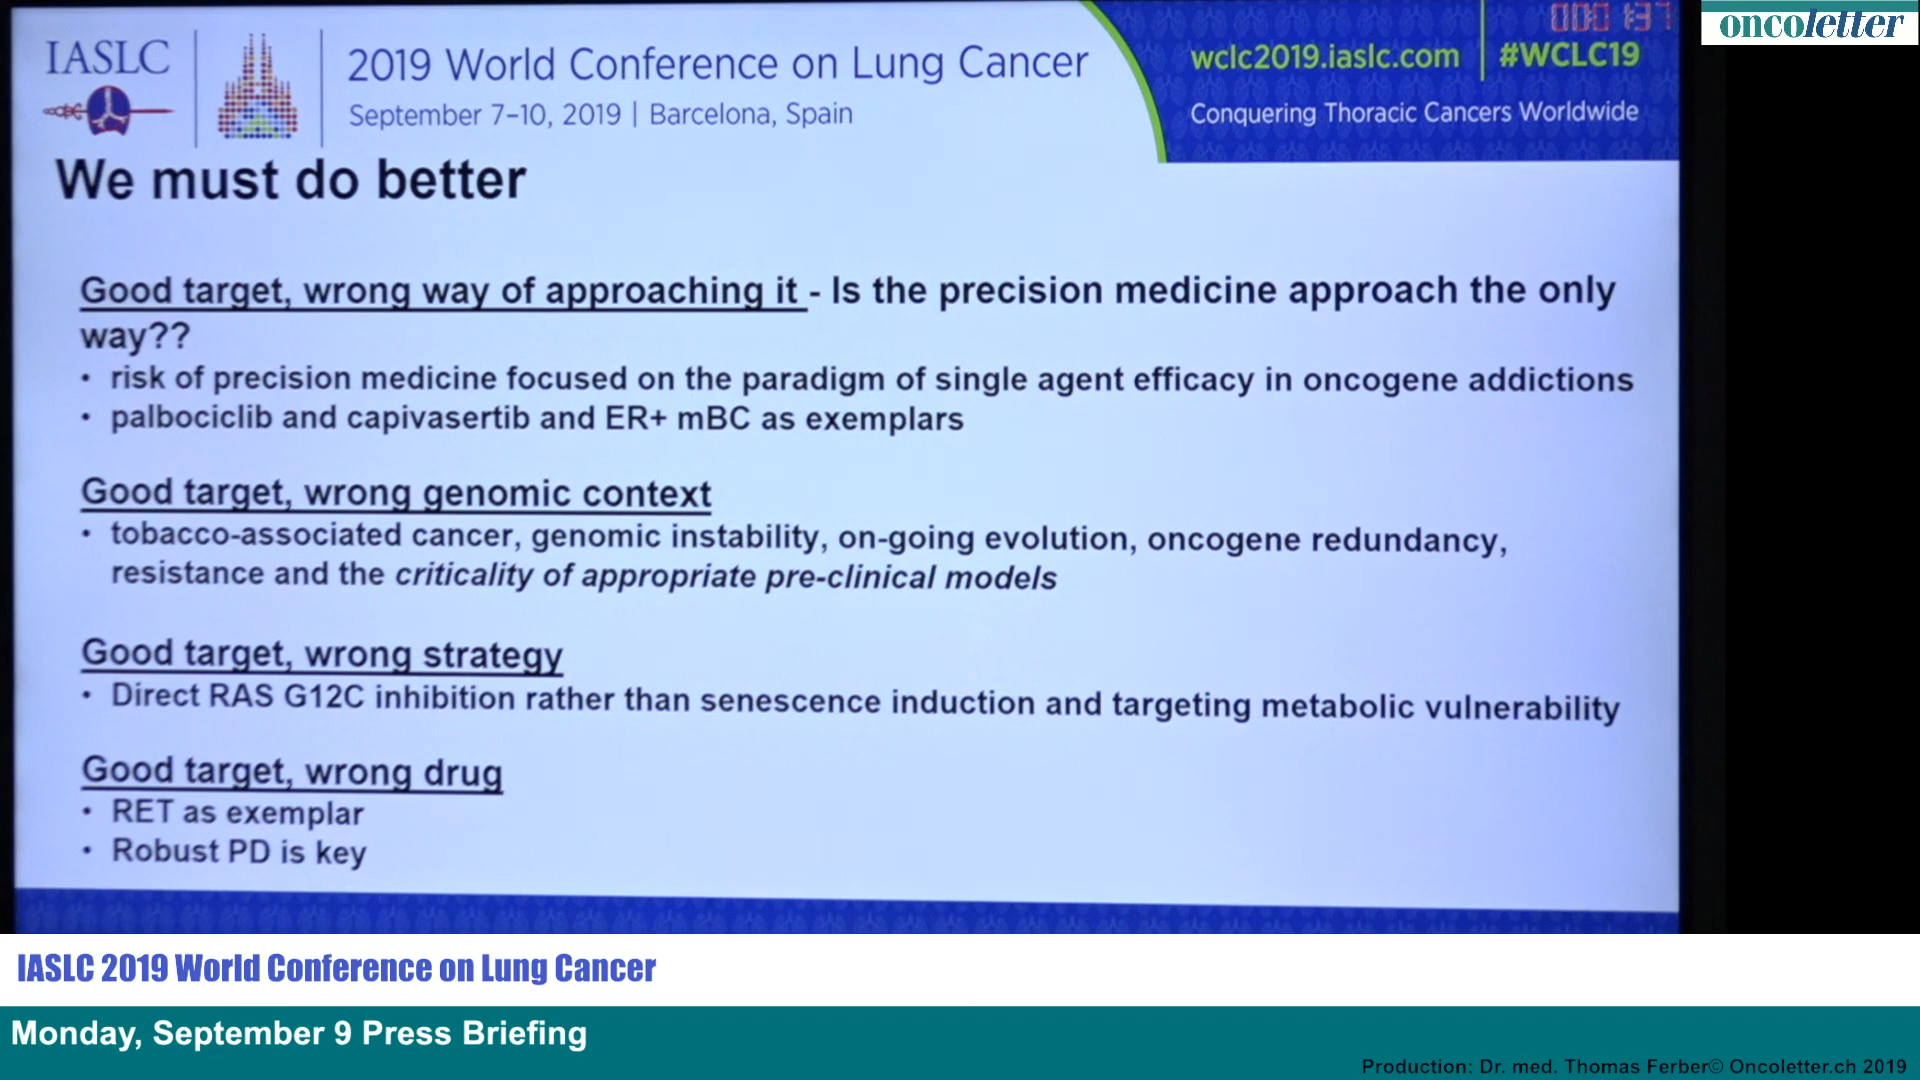 IASLC
2019 World Conference on Lung Cancer
September 7–10, 2019 | Barcelona, Spain
wclc2019.iaslc.com
#WCLC19
Conquering Thoracic Cancers Worldwide
oncoletter
We must do better
Good target, wrong way of approaching it - Is the precision medicine approach the only
way??
• risk of precision medicine focused on the paradigm of single agent efficacy in oncogene addictions
• palbociclib and capivasertib and ER+ mBC as exemplars
Good target, wrong genomic context
• tobacco-associated cancer, genomic instability, on-going evolution, oncogene redundancy,
resistance and the criticality of appropriate pre-clinical models
Good target, wrong strategy
• Direct RAS G12C inhibition rather than senescence induction and targeting metabolic vulnerability
Good target, wrong drug
• RET as exemplar
• Robust PD is key
IASLC 2019 World Conference on Lung Cancer
Monday, September 9 Press Briefing
Production: Dr. med. Thomas Ferber© Oncoletter.ch 2019